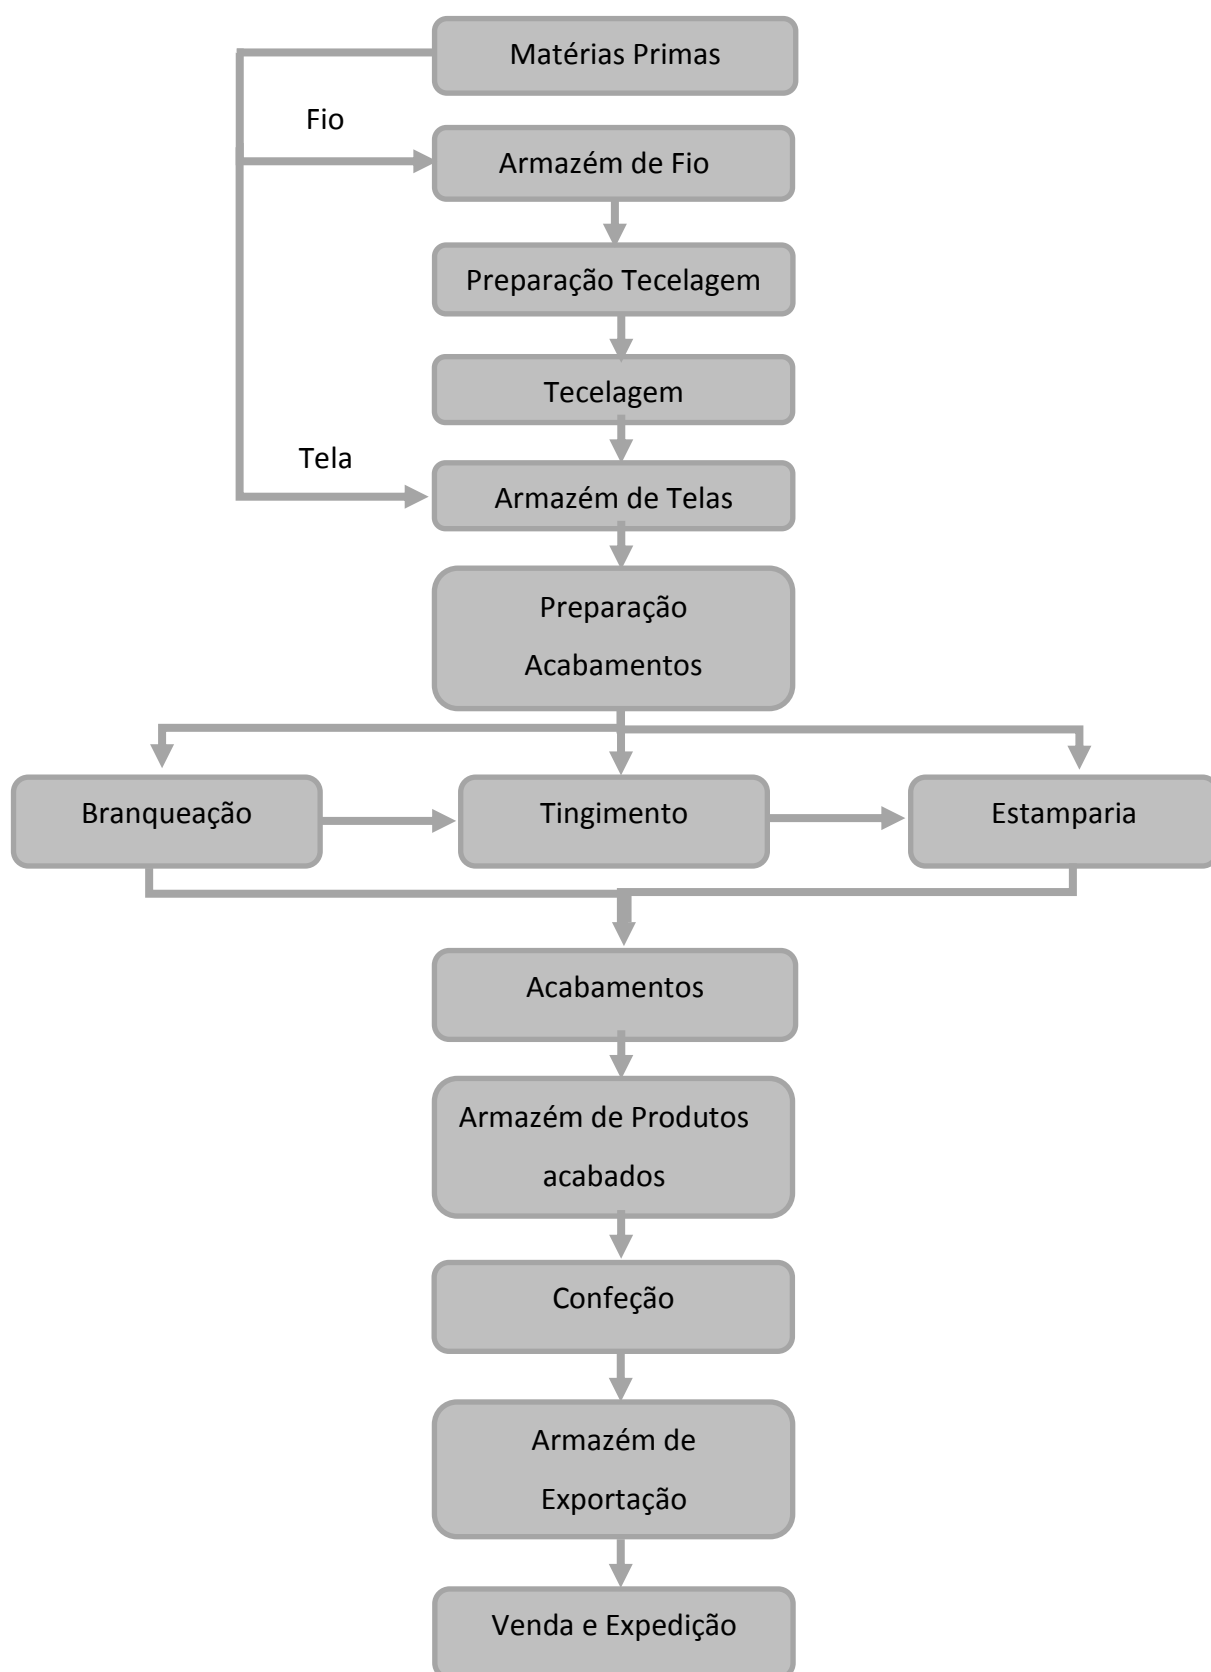 Matérias Primas
Fio
Armazém de Fio
Preparação Tecelagem
Tecelagem
Tela
Armazém de Telas
Preparação
Acabamentos
Branqueação
Tingimento
Estamparia
Acabamentos
Armazém de Produtos
acabados
Confeção
Armazém de
Exportação
Venda e Expedição